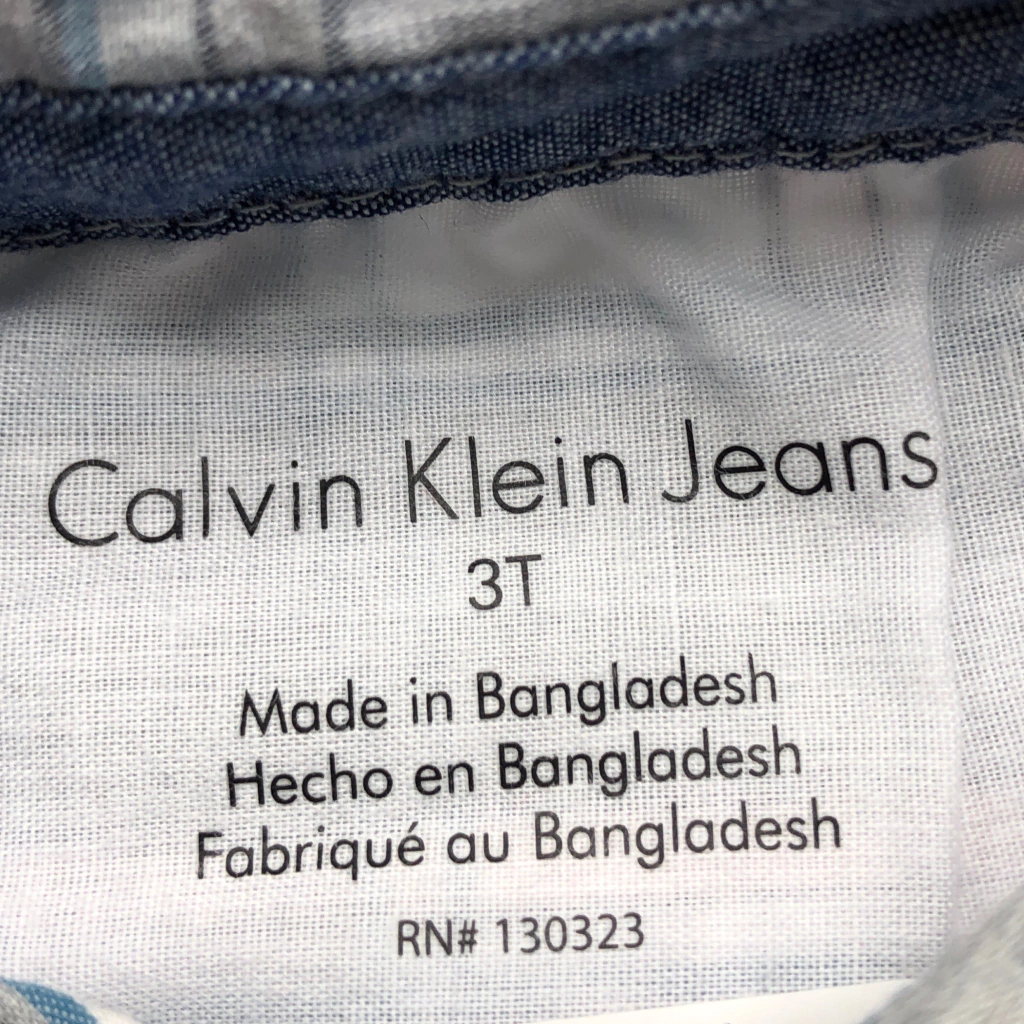 Calvin Klein Jeans
3T
Made in Bangladesh
Hecho en Bangladesh
Fabriqué au Bangladesh
RN# 130323